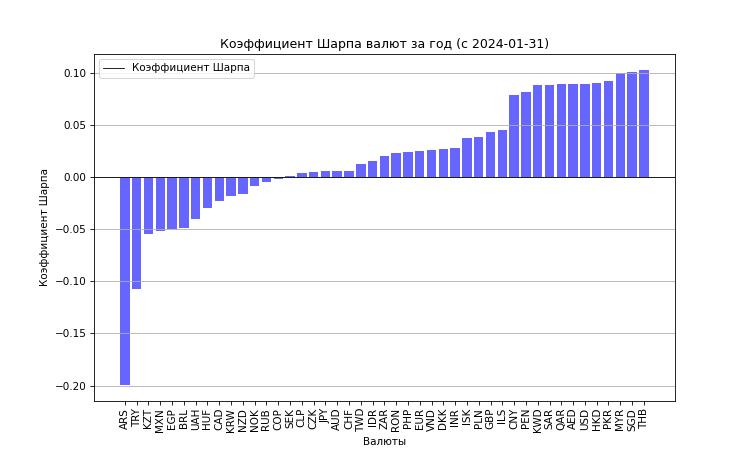 Коэффициент Шарпа валют за год (с 2024-01-31)
Коэффициент Шарпа
0.10
0.05
0.00
−0.05
−0.10
−0.15
−0.20
Коэффициент Шарпа
ARS TRY KZT MXN EGP BRL UAH HUF CAD KRW NZD NOK RUB COP SEK CLP CZK JPY AUD CHF TWD IDR ZAR RON PHP EUR VND DKK INR ISK PLN GBP ILS CNY PEN KWD SAR QAR AED USD HKD PKR MYR SGD THB
Валюты